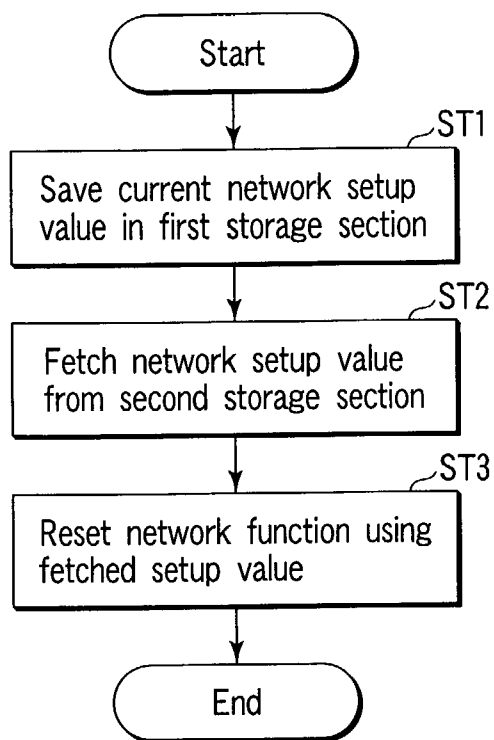 Start
ST1
Save current network setup
value in first storage section
ST2
Fetch network setup value
from second storage section
ST3
Reset network function using
fetched setup value
End